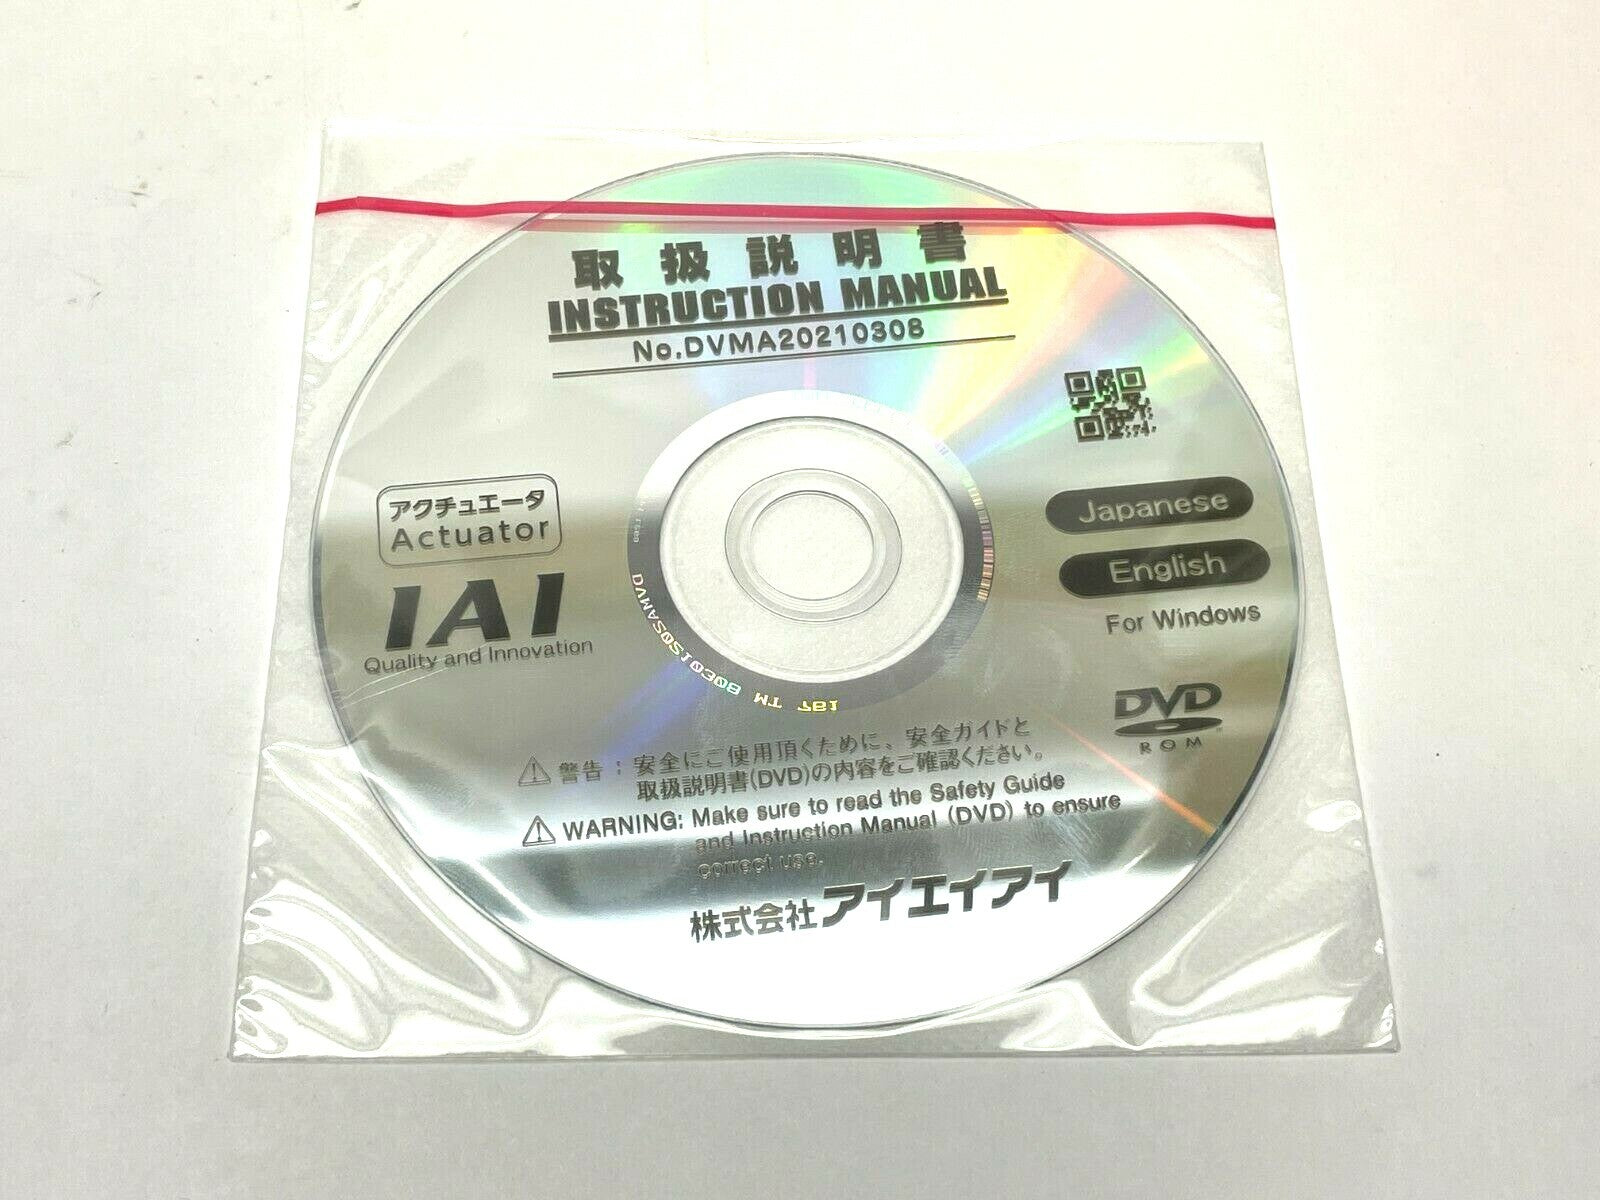 取扱説明書
INSTRUCTION MANUAL
No.DVMA20210308
アクチュエータ
Actuator
IAI
Quality and Innovation
Japanese
English
For Windows
DVD
ROM
警告：安全にご使用頂くために、安全ガイドと
取扱説明書(DVD)の内容をご確認ください。
WARNING: Make sure to read the Safety Guide
and Instruction Manual (DVD) to ensure
correct use.
株式会社アイエイアイ